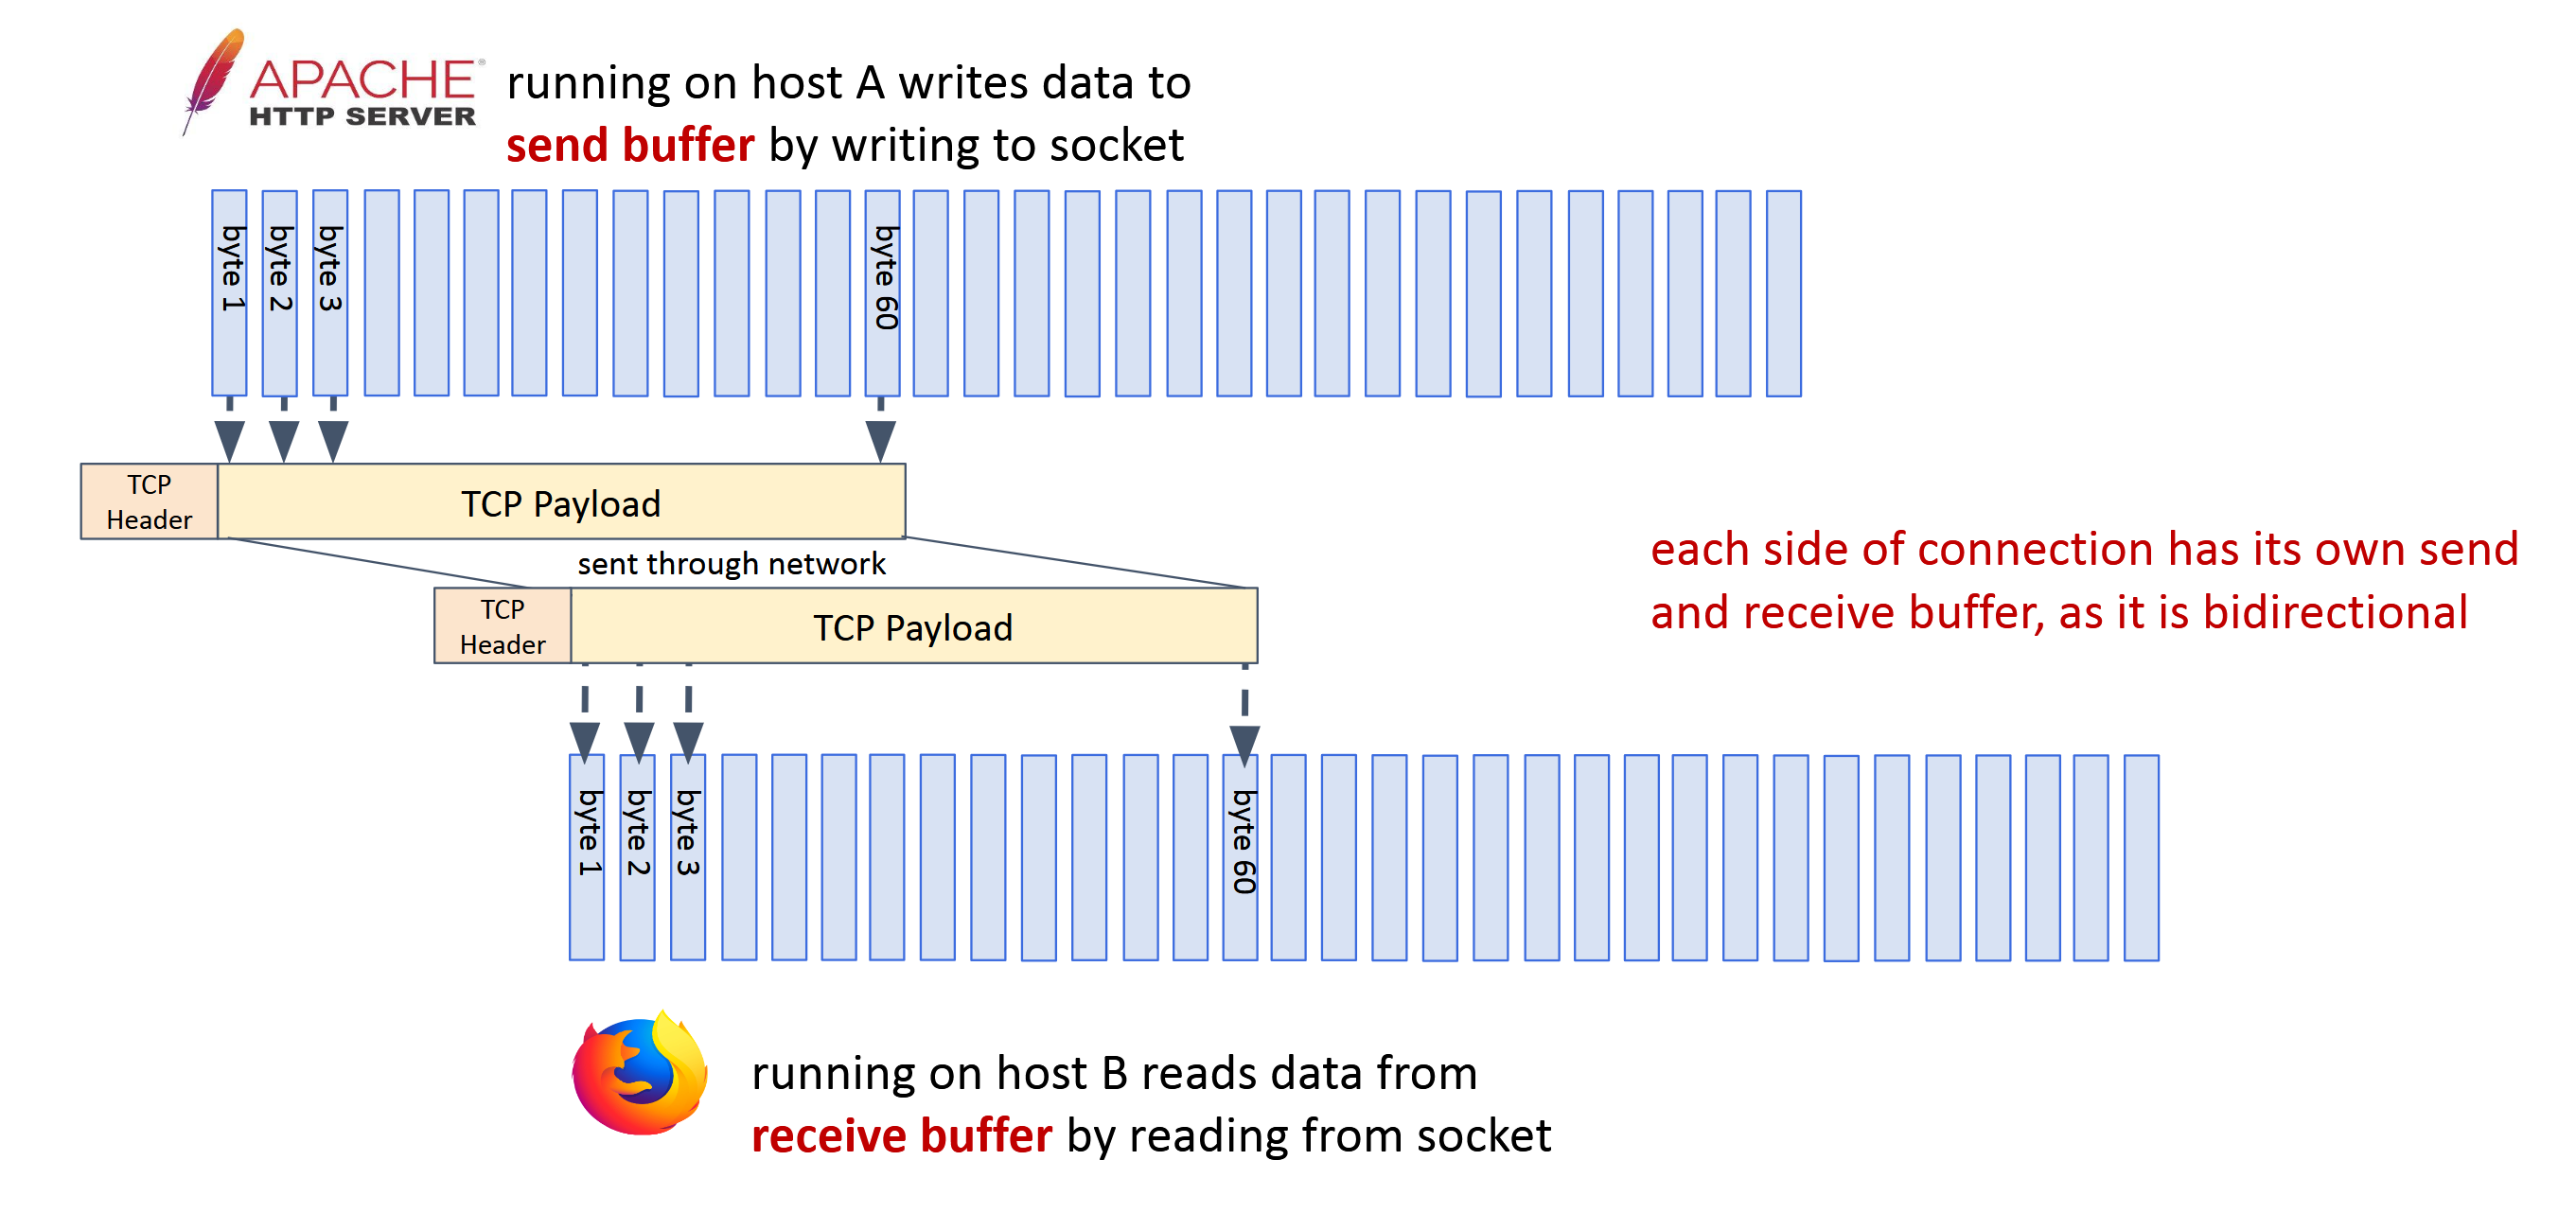 APACHE®
HTTP SERVER
running on host A writes data to
send buffer by writing to socket
byte 1
byte 2
byte 3
byte 60
TCP
Header
TCP Payload
sent through network
TCP
Header
TCP Payload
each side of connection has its own send
and receive buffer, as it is bidirectional
byte 1
byte 2
byte 3
byte 60
running on host B reads data from
receive buffer by reading from socket